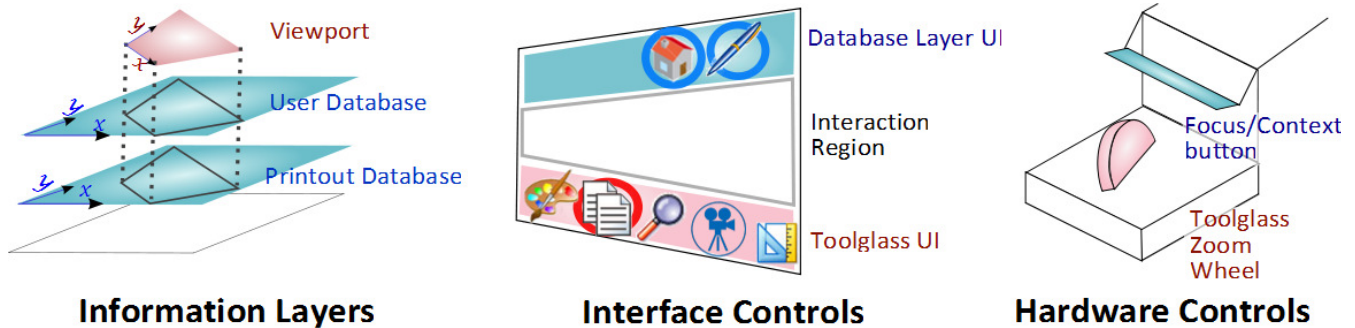 y
Viewport
x
User Database
y
x
Printout Database
y
x
Information Layers
Database Layer UI
Interaction
Region
Toolglass UI
Interface Controls
Focus/Context
button
Toolglass
Zoom
Wheel
Hardware Controls